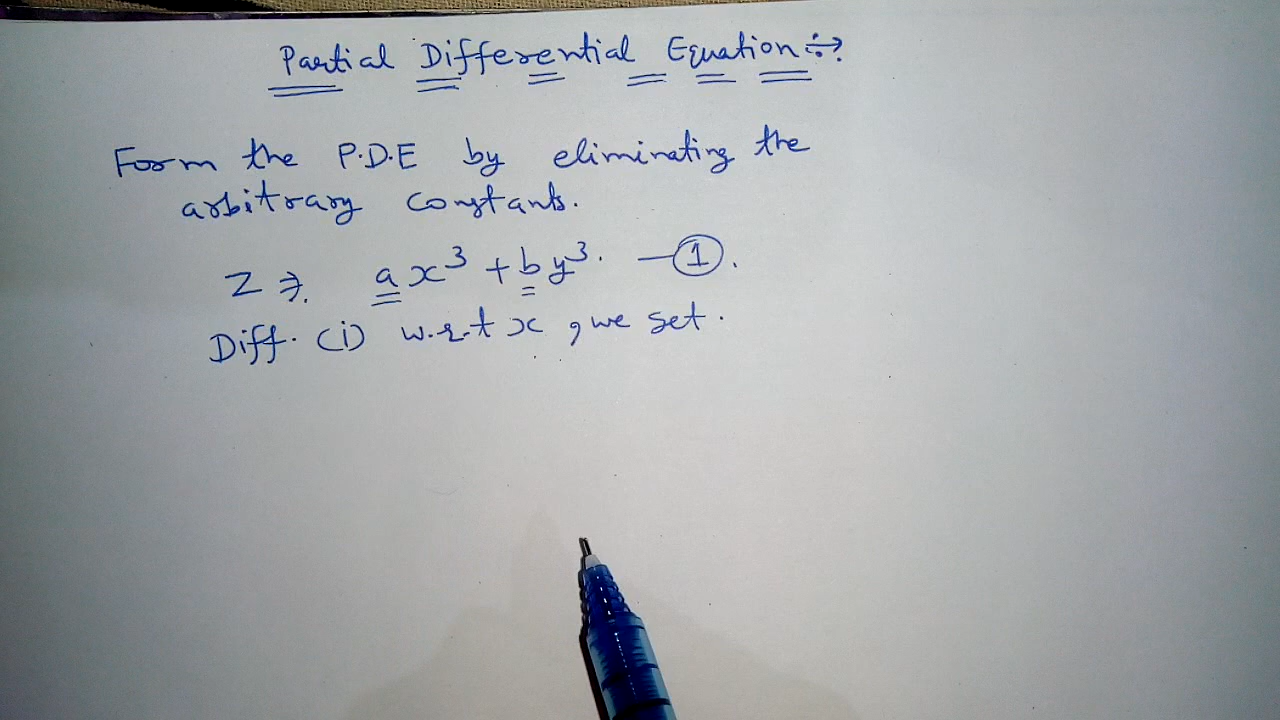 Partial Differential Equation ÷→?
Form the P.D.E by eliminating the
arbitrary constants.
Z = ax³ + by³. —①.
Diff. (i) w.r.t x, we get.